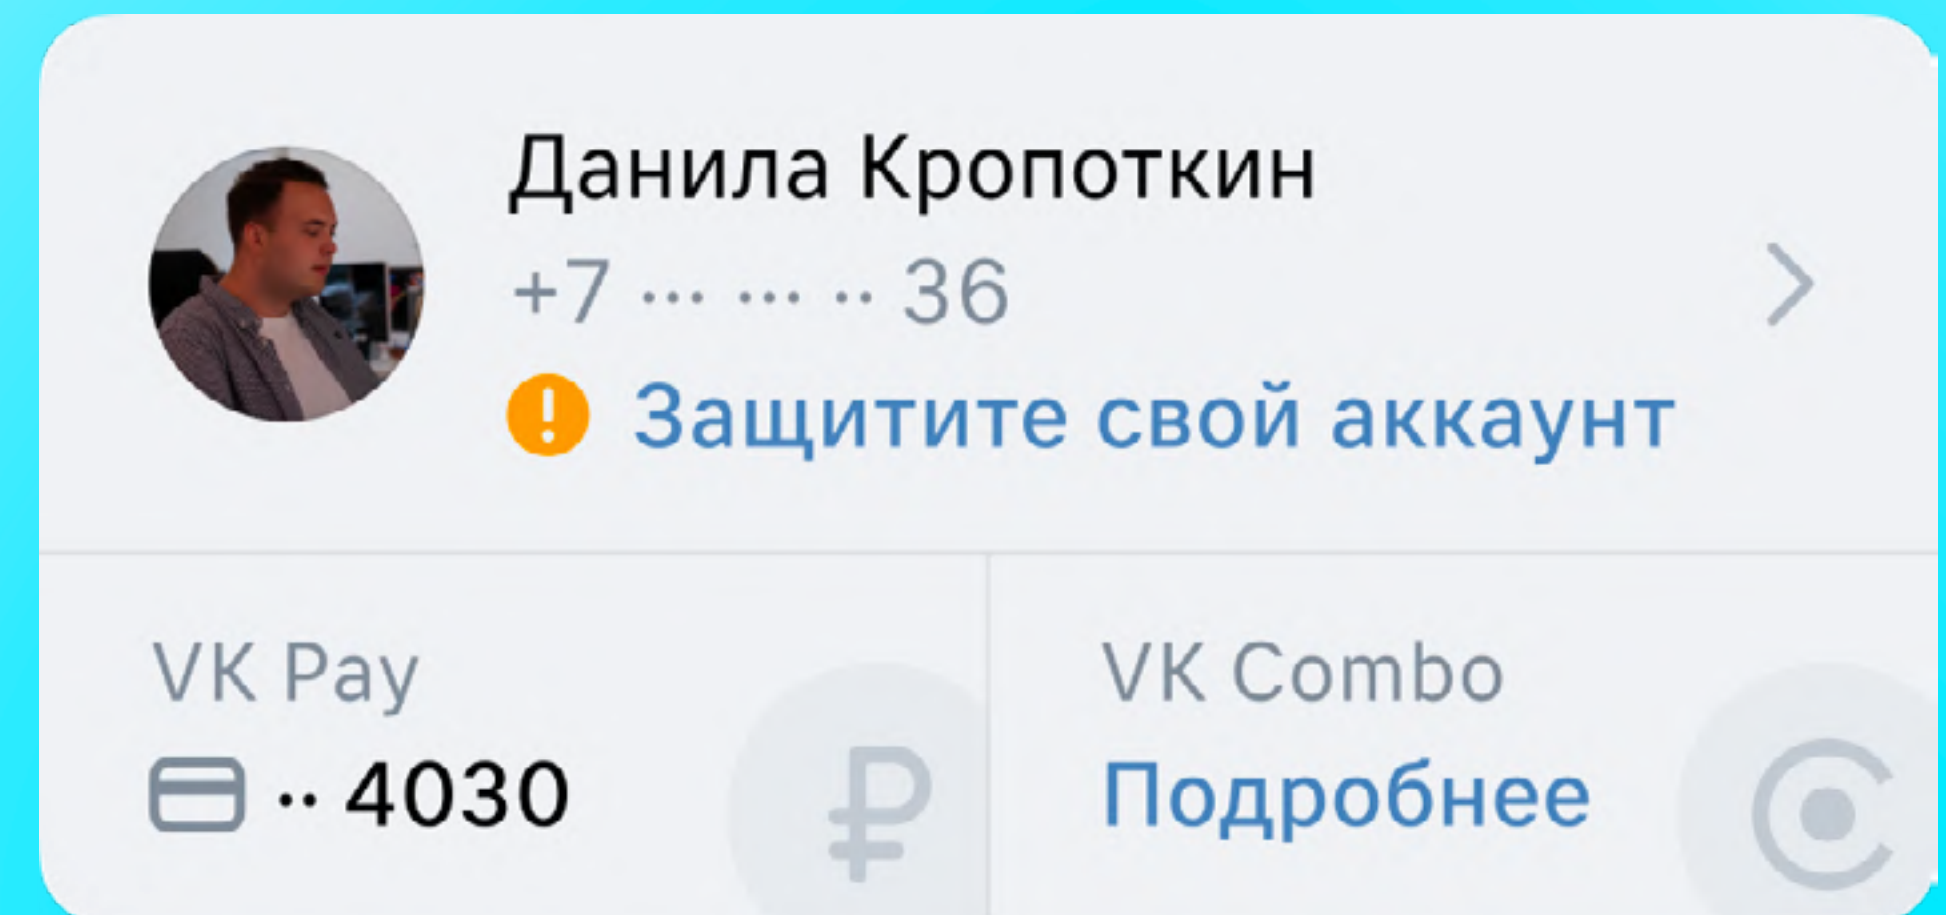 Данила Кропоткин
+7 ··· ··· ·· 36
Защитите свой аккаунт
VK Pay
·· 4030
VK Combo
Подробнее